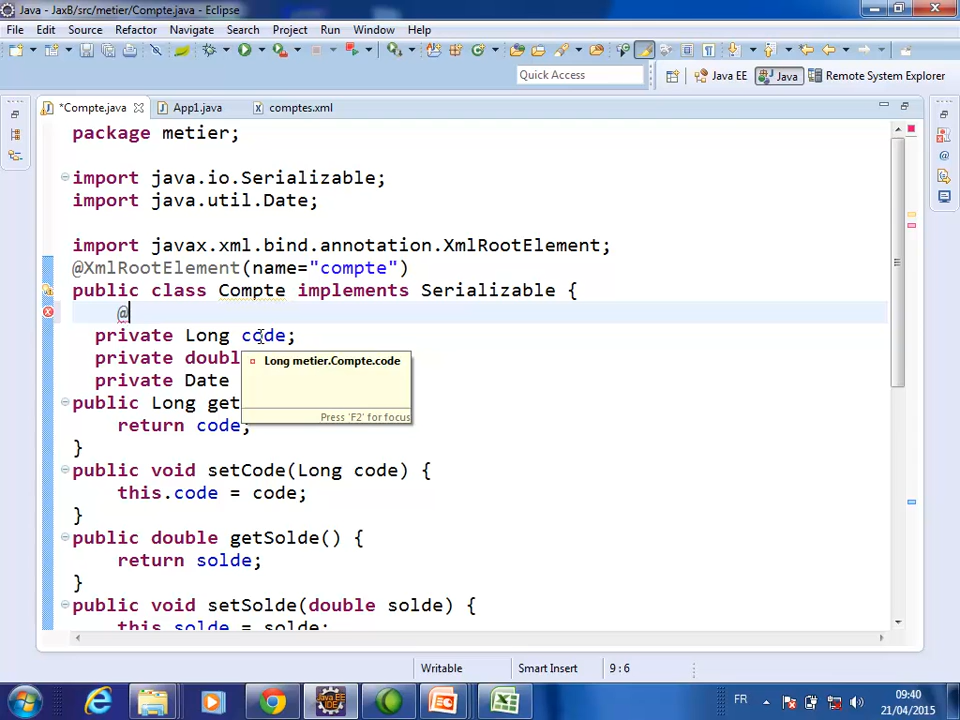 Java - JaxB/src/metier/Compte.java - Eclipse
File Edit Source Refactor Navigate Search Project Run Window Help
Quick Access
Java EE Java Remote System Explorer
*Compte.java App1.java comptes.xml
package metier;
import java.io.Serializable;
import java.util.Date;
import javax.xml.bind.annotation.XmlRootElement;
@XmlRootElement(name="compte")
public class Compte implements Serializable {
@
private Long code;
private doubl
Long metier.Compte.code
private Date
public Long get
Press 'F2' for focus
return code;
}
public void setCode(Long code) {
this.code = code;
}
public double getSolde() {
return solde;
}
public void setSolde(double solde) {
this.solde = solde;
Writable Smart Insert 9 : 6
FR
09:40
21/04/2015